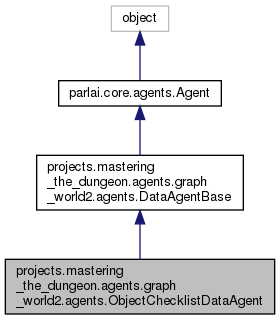 object
parlai.core.agents.Agent
projects.mastering
_the_dungeon.agents.graph
_world2.agents.DataAgentBase
projects.mastering
_the_dungeon.agents.graph
_world2.agents.ObjectChecklistDataAgent